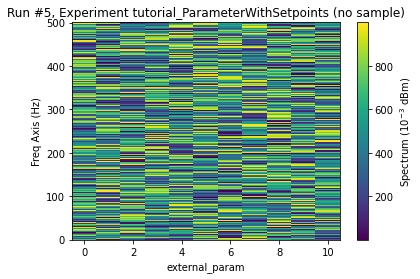 Run #5, Experiment tutorial_ParameterWithSetpoints (no sample)
500
400
300
200
100
0
Freq Axis (Hz)
0 2 4 6 8 10
external_param
800
600
400
200
Spectrum (10⁻³ dBm)